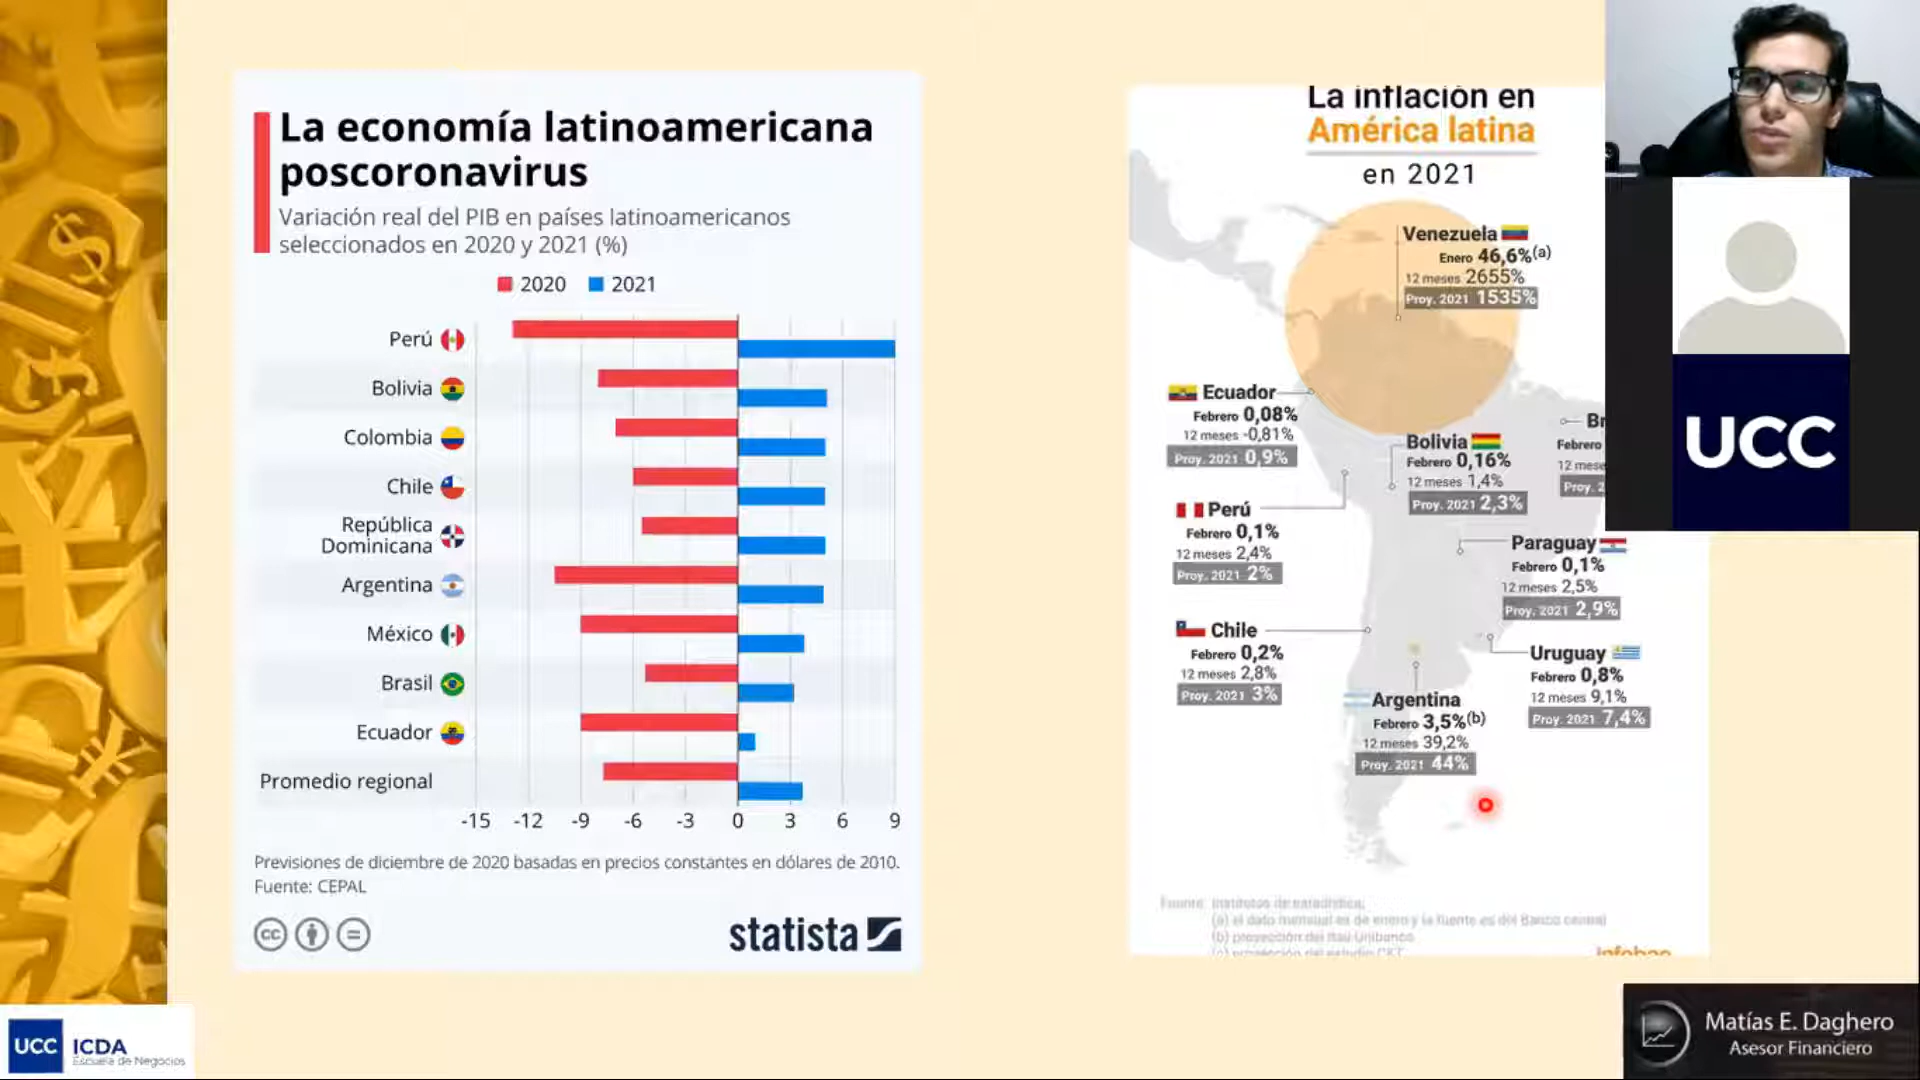 La economía latinoamericana
poscoronavirus
Variación real del PIB en países latinoamericanos
seleccionados en 2020 y 2021 (%)
2020 2021
Perú
Bolivia
Colombia
Chile
República
Dominicana
Argentina
México
Brasil
Ecuador
Promedio regional
-15 -12 -9 -6 -3 0 3 6 9
Previsiones de diciembre de 2020 basadas en precios constantes en dólares de 2010.
Fuente: CEPAL
cc
statista
La inflación en
América latina
en 2021
Venezuela
Enero 46,6%(a)
12 meses 2655%
Proy. 2021 1535%
Ecuador
Febrero 0,08%
12 meses -0,81%
Proy. 2021 0,9%
Bolivia
Febrero 0,16%
12 meses 1,4%
Proy. 2021 2,3%
Br
Febrero
12 mese
Proy. 2
Perú
Febrero 0,1%
12 meses 2,4%
Proy. 2021 2%
Paraguay
Febrero 0,1%
12 meses 2,5%
Proy. 2021 2,9%
Chile
Febrero 0,2%
12 meses 2,8%
Proy. 2021 3%
Uruguay
Febrero 0,8%
12 meses 9,1%
Proy. 2021 7,4%
Argentina
Febrero 3,5%(b)
12 meses 39,2%
Proy. 2021 44%
Fuente: institutos de estadística,
(a) el dato mensual es de enero y la fuente es del Banco central
(b) proyección del Itaú Unibanco
infobae
UCC
UCC ICDA
Escuela de Negocios
Matías E. Daghero
Asesor Financiero